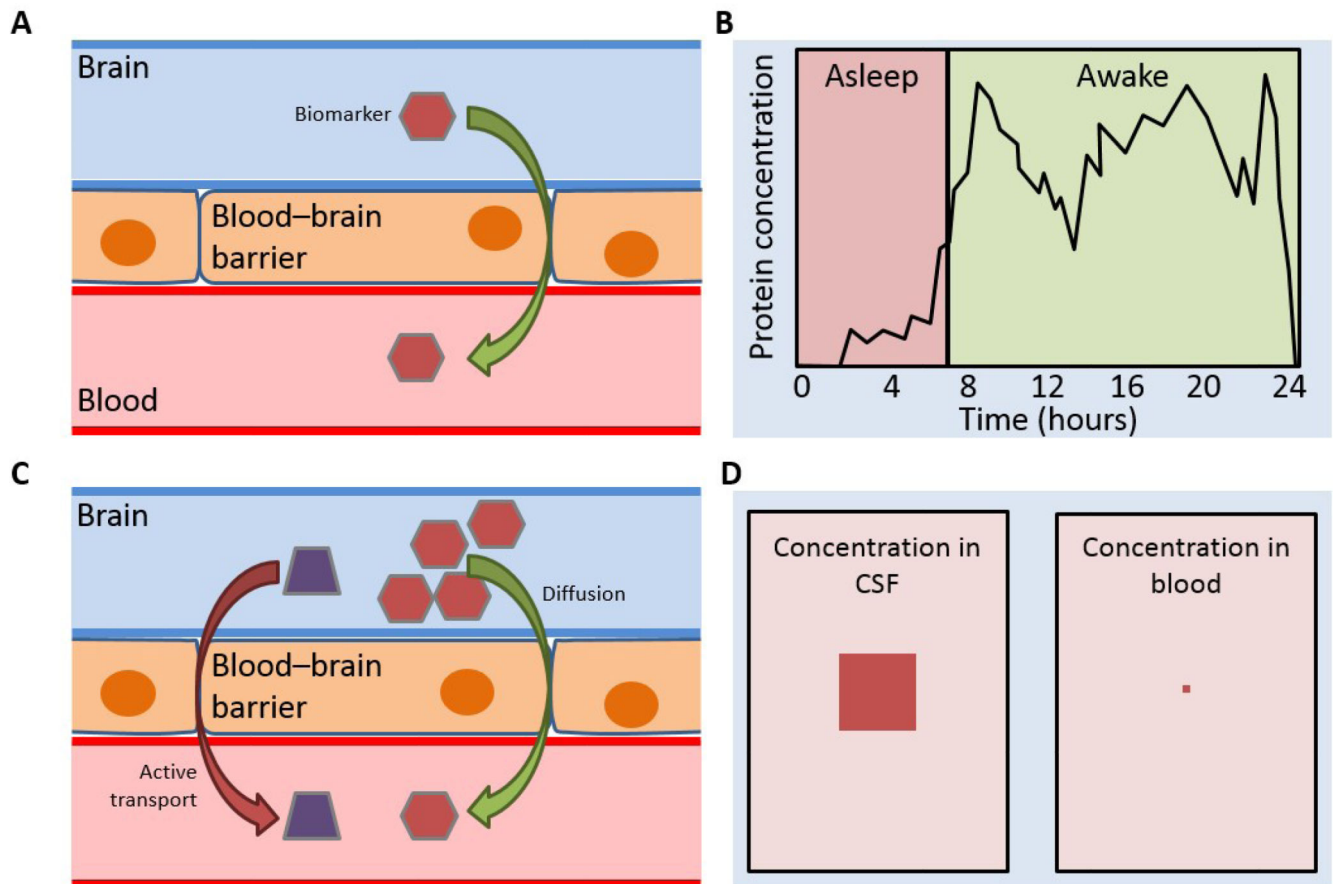 A
Brain
Biomarker
Blood–brain
barrier
Blood
B
Asleep
Awake
Protein concentration
0 4 8 12 16 20 24
Time (hours)
C
Brain
Diffusion
Blood–brain
barrier
Active
transport
D
Concentration in
CSF
Concentration in
blood